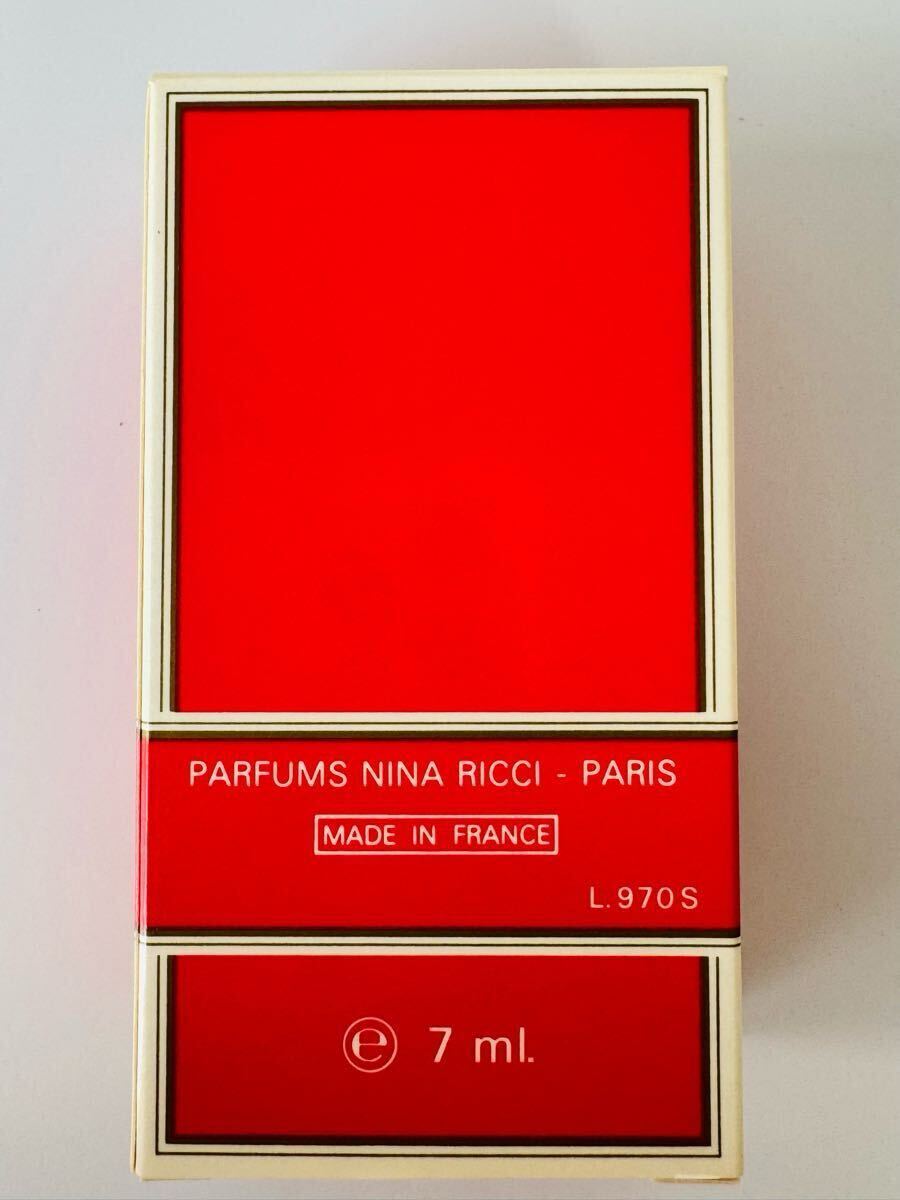 PARFUMS NINA RICCI - PARIS
MADE IN FRANCE
L.970S
℮ 7 ml.